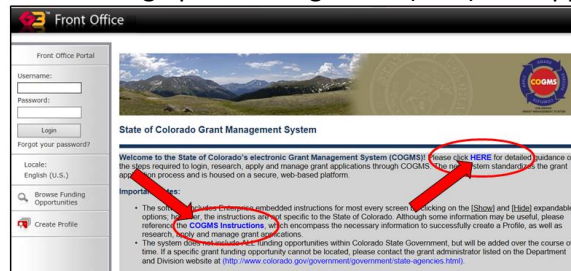 Front Office
Front Office Portal
Username:
Password:
Login
Forgot your password?
Locale:
English (U.S.)
Browse Funding
Opportunities
Create Profile
COGMS
State of Colorado Grant Management System
Welcome to the State of Colorado's electronic Grant Management System (COGMS)! Please click HERE for detailed guidance o
the steps required to login, research, apply and manage grant applications through COGMS. The new system standardizes the grant
application process and is housed on a secure, web-based platform.
Important Notes:
• The software includes Enterprise embedded instructions for most every screen by clicking on the [Show] and [Hide] expandable
options; however, the instructions are not specific to the State of Colorado. Although some information may be useful, please
reference the COGMS Instructions, which encompass the necessary information to successfully create a Profile, as well as
research, apply and manage grant applications.
• The system does not include ALL funding opportunities within Colorado State Government, but will be added over the course of
time. If a specific grant funding opportunity cannot be located, please contact the grant administrator listed on the Department
and Division website at (http://www.colorado.gov/government/government/state-agencies.html).